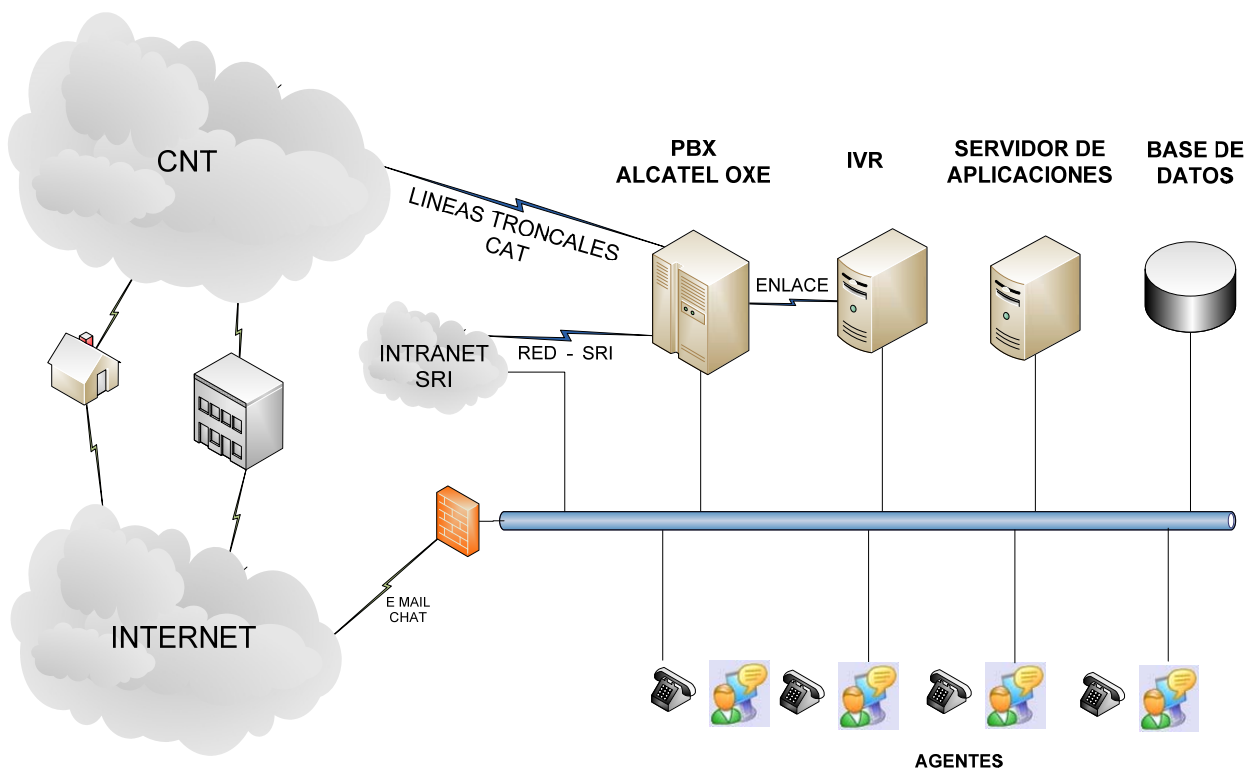 CNT
LINEAS TRONCALES
CAT
PBX
ALCATEL OXE
IVR
SERVIDOR DE
APLICACIONES
BASE DE
DATOS
ENLACE
INTRANET
SRI
RED - SRI
E MAIL
CHAT
INTERNET
AGENTES